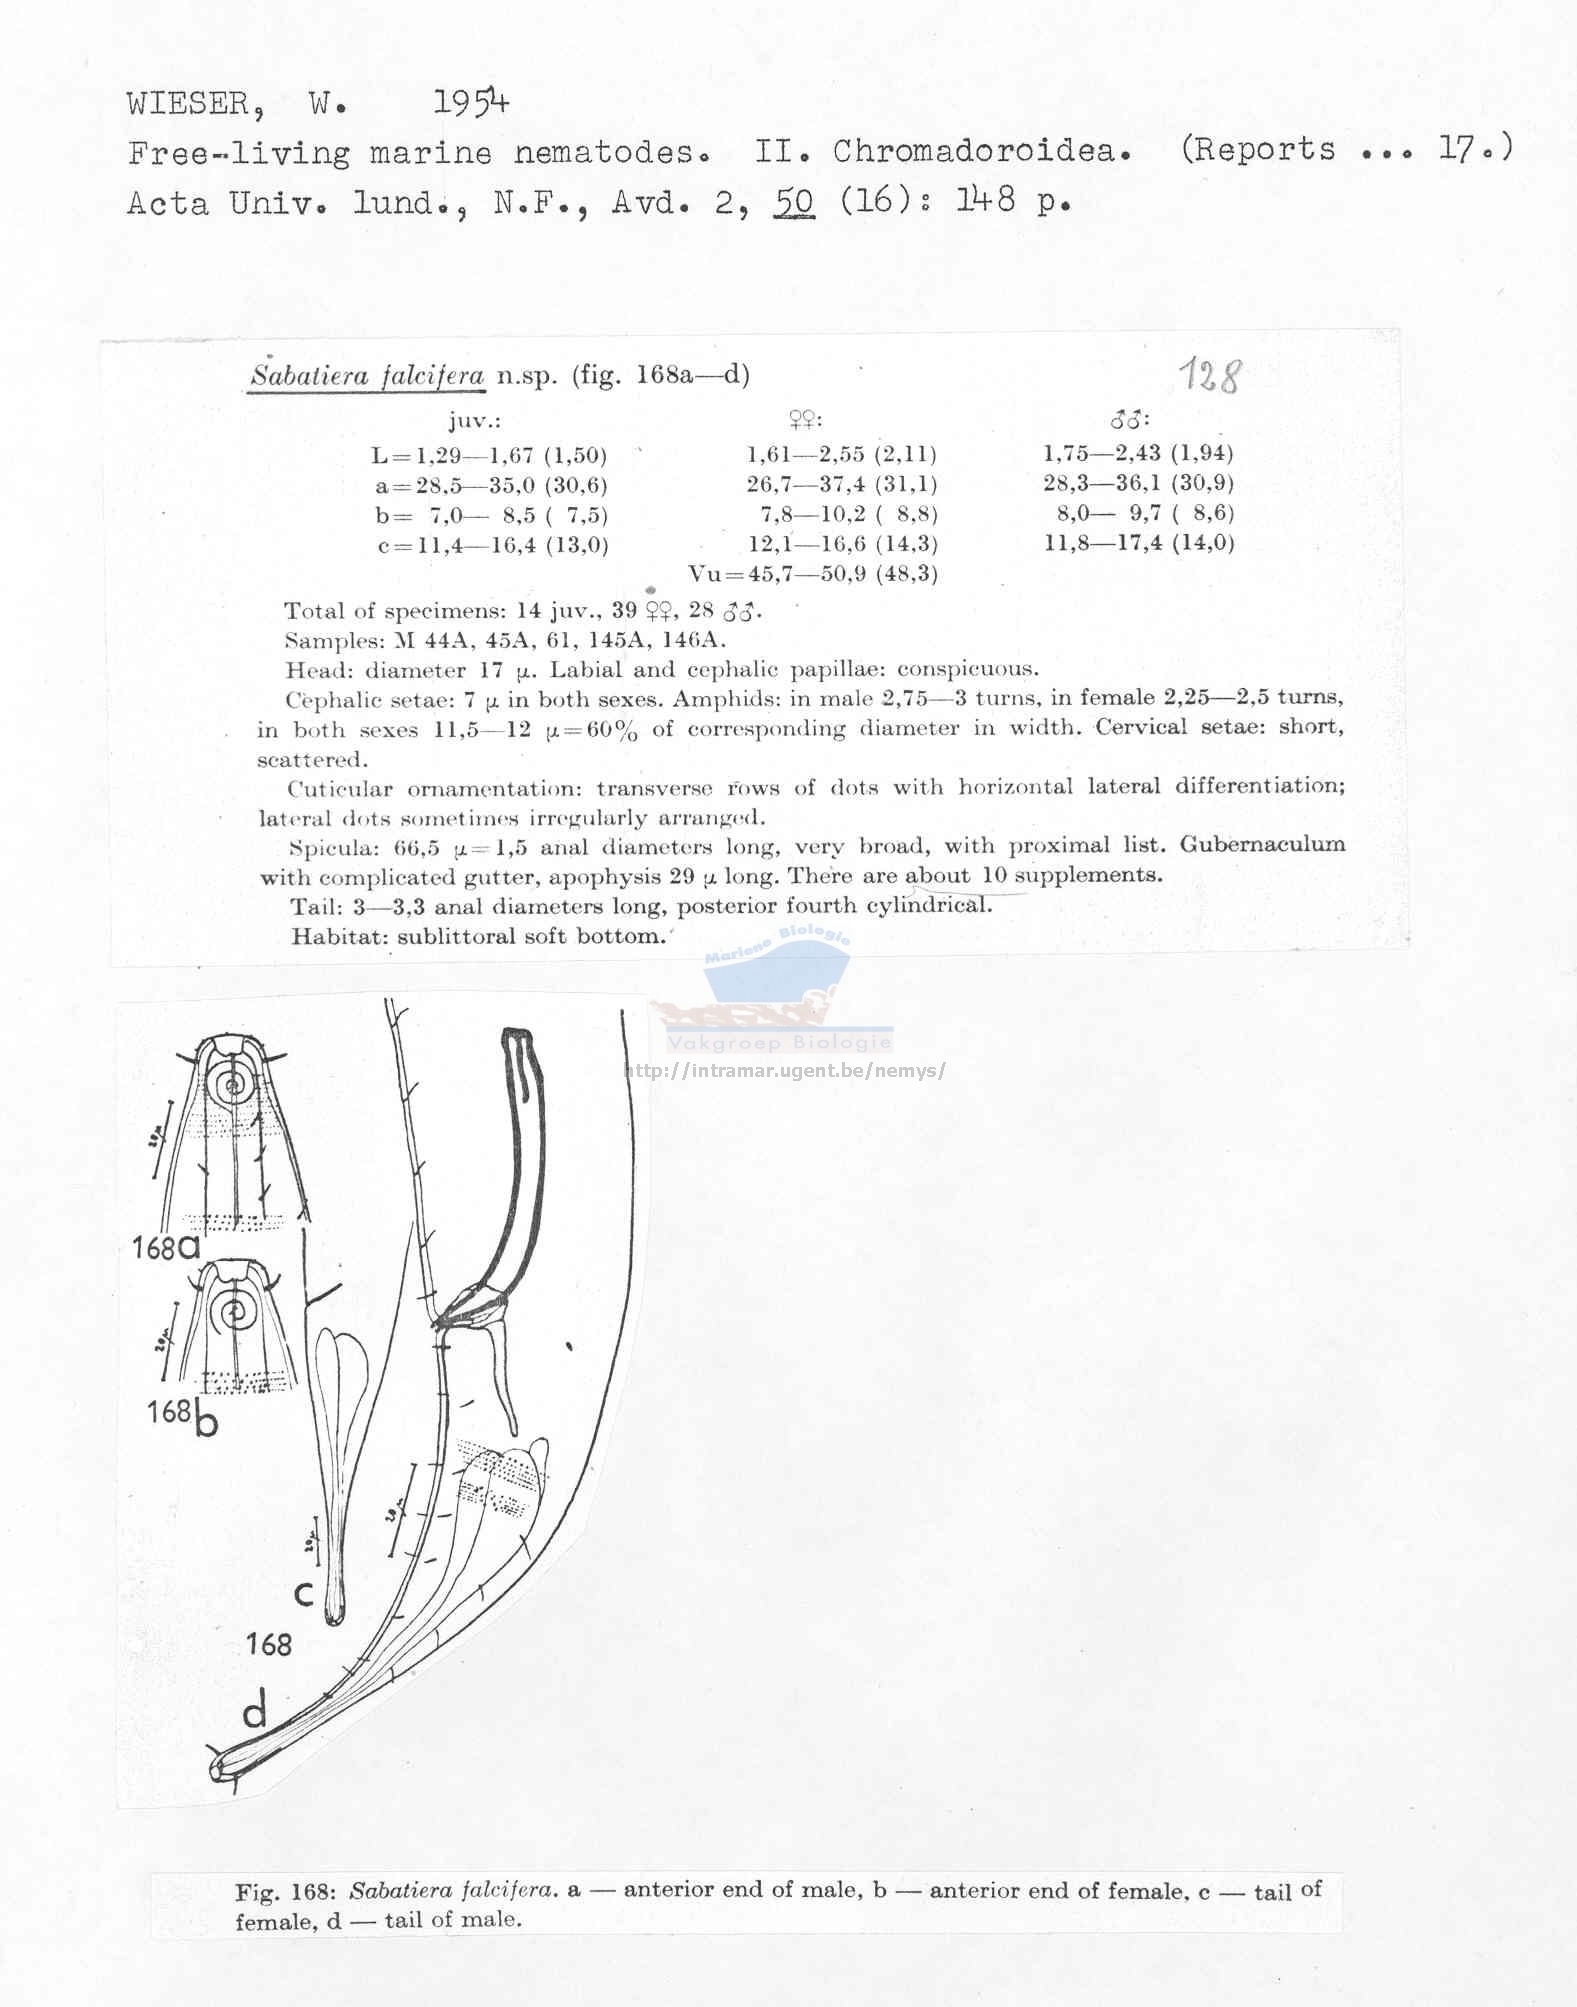 WIESER, W. 1954
Free-living marine nematodes. II. Chromadoroidea. (Reports ... 17.)
Acta Univ. lund., N.F., Avd. 2, 50 (16): 148 p.
Sabatiera falcifera n.sp. (fig. 168a—d) 128
juv.: ♀♀: ♂♂:
L=1,29—1,67 (1,50) 1,61—2,55 (2,11) 1,75—2,43 (1,94)
a=28,5—35,0 (30,6) 26,7—37,4 (31,1) 28,3—36,1 (30,9)
b= 7,0— 8,5 ( 7,5) 7,8—10,2 ( 8,8) 8,0— 9,7 ( 8,6)
c=11,4—16,4 (13,0) 12,1—16,6 (14,3) 11,8—17,4 (14,0)
Vu=45,7—50,9 (48,3)
Total of specimens: 14 juv., 39 ♀♀, 28 ♂♂.
Samples: M 44A, 45A, 61, 145A, 146A.
Head: diameter 17 µ. Labial and cephalic papillae: conspicuous.
Cephalic setae: 7 µ in both sexes. Amphids: in male 2,75—3 turns, in female 2,25—2,5 turns,
in both sexes 11,5—12 µ=60% of corresponding diameter in width. Cervical setae: short,
scattered.
Cuticular ornamentation: transverse rows of dots with horizontal lateral differentiation;
lateral dots sometimes irregularly arranged.
Spicula: 66,5 µ=1,5 anal diameters long, very broad, with proximal list. Gubernaculum
with complicated gutter, apophysis 29 µ long. There are about 10 supplements.
Tail: 3—3,3 anal diameters long, posterior fourth cylindrical.
Habitat: sublittoral soft bottom.
Mariene Biologie
Vakgroep Biologie
http://intramar.ugent.be/nemys/
20 µ
168a
20 µ
168b
20 µ
20 µ
c
168
d
Fig. 168: Sabatiera falcifera. a — anterior end of male, b — anterior end of female, c — tail of
female, d — tail of male.